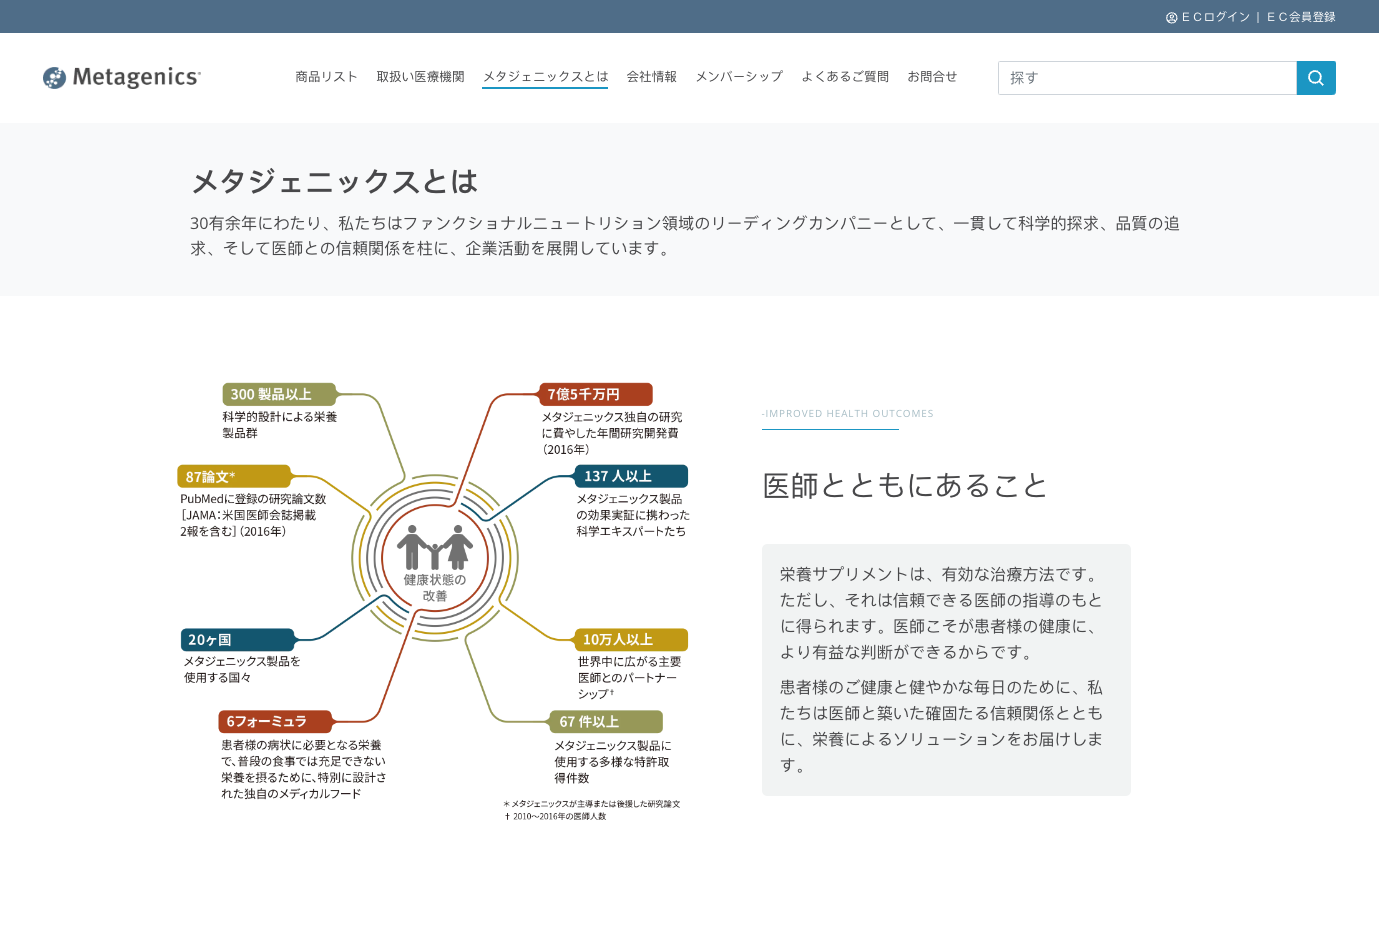 ＥＣログイン | ＥＣ会員登録
Metagenics
商品リスト 取扱い医療機関 メタジェニックスとは 会社情報 メンバーシップ よくあるご質問 お問合せ
探す
メタジェニックスとは
30有余年にわたり、私たちはファンクショナルニュートリション領域のリーディングカンパニーとして、一貫して科学的探求、品質の追
求、そして医師との信頼関係を柱に、企業活動を展開しています。
300 製品以上
科学的設計による栄養
製品群
7億5千万円
メタジェニックス独自の研究
に費やした年間研究開発費
（2016年）
87論文*
PubMedに登録の研究論文数
［JAMA：米国医師会誌掲載
2報を含む］（2016年）
137 人以上
メタジェニックス製品
の効果実証に携わった
科学エキスパートたち
健康状態の
改善
20ヶ国
メタジェニックス製品を
使用する国々
10万人以上
世界中に広がる主要
医師とのパートナー
シップ†
6フォーミュラ
患者様の病状に必要となる栄養
で、普段の食事では充足できない
栄養を摂るために、特別に設計さ
れた独自のメディカルフード
67 件以上
メタジェニックス製品に
使用する多様な特許取
得件数
＊ メタジェニックスが主導または後援した研究論文
† 2010〜2016年の医師人数
-IMPROVED HEALTH OUTCOMES
医師とともにあること
栄養サプリメントは、有効な治療方法です。
ただし、それは信頼できる医師の指導のもと
に得られます。医師こそが患者様の健康に、
より有益な判断ができるからです。
患者様のご健康と健やかな毎日のために、私
たちは医師と築いた確固たる信頼関係ととも
に、栄養によるソリューションをお届けしま
す。